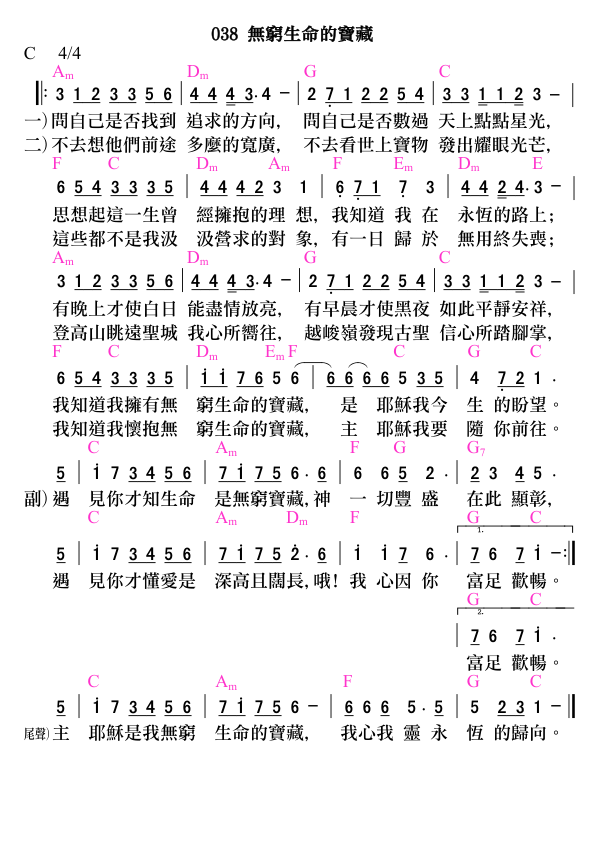 038 無窮生命的寶藏
C 4/4
Am Dm G C
3 1 2 3 3 5 6 | 4 4 4 3. 4 – | 2 7 1 2 2 5 4 | 3 3 1 1 2 3 – |
一)問自己是否找到 追求的方向, 問自己是否數過 天上點點星光,
二)不去想他們前途 多麼的寬廣, 不去看世上寶物 發出耀眼光芒,
F C Dm Am F Em Dm E
6 5 4 3 3 3 5 | 4 4 4 2 3 1 | 6 7 1 7 3 | 4 4 2 4. 3 – |
思想起這一生曾 經擁抱的理 想, 我知道 我 在 永恆的路上;
這些都不是我汲 汲營求的對 象, 有一日 歸 於 無用終失喪;
Am Dm G C
3 1 2 3 3 5 6 | 4 4 4 3. 4 – | 2 7 1 2 2 5 4 | 3 3 1 1 2 3 – |
有晚上才使白日 能盡情放亮, 有早晨才使黑夜 如此平靜安祥,
登高山眺遠聖城 我心所嚮往, 越峻嶺發現古聖 信心所踏腳掌,
F C Dm Em F C G C
6 5 4 3 3 3 5 | 1 1 7 6 5 6 | 6 6 6 5 3 5 | 4 7 2 1 .
我知道我擁有無 窮生命的寶藏, 是 耶穌我今 生 的盼望。
我知道我懷抱無 窮生命的寶藏, 主 耶穌我要 隨 你前往。
C Am F G G7
5 | 1 7 3 4 5 6 | 7 1 7 5 6. 6 | 6 6 5 2 . | 2 3 4 5 .
副)遇 見你才知生命 是無窮寶藏,神 一 切豐 盛 在此 顯彰,
C Am Dm F G C
1.
5 | 1 7 3 4 5 6 | 7 1 7 5 2. 6 | 1 1 7 6 . | 7 6 7 1 – :||
遇 見你才懂愛是 深高且闊長,哦! 我 心因 你 富足 歡暢。
G C
2.
| 7 6 7 1 .
富足 歡暢。
C Am F G C
5 | 1 7 3 4 5 6 | 7 1 7 5 6 – | 6 6 6 5 . 5 | 5 2 3 1 – ||
尾聲)主 耶穌是我無窮 生命的寶藏, 我心我 靈 永 恆 的歸向。